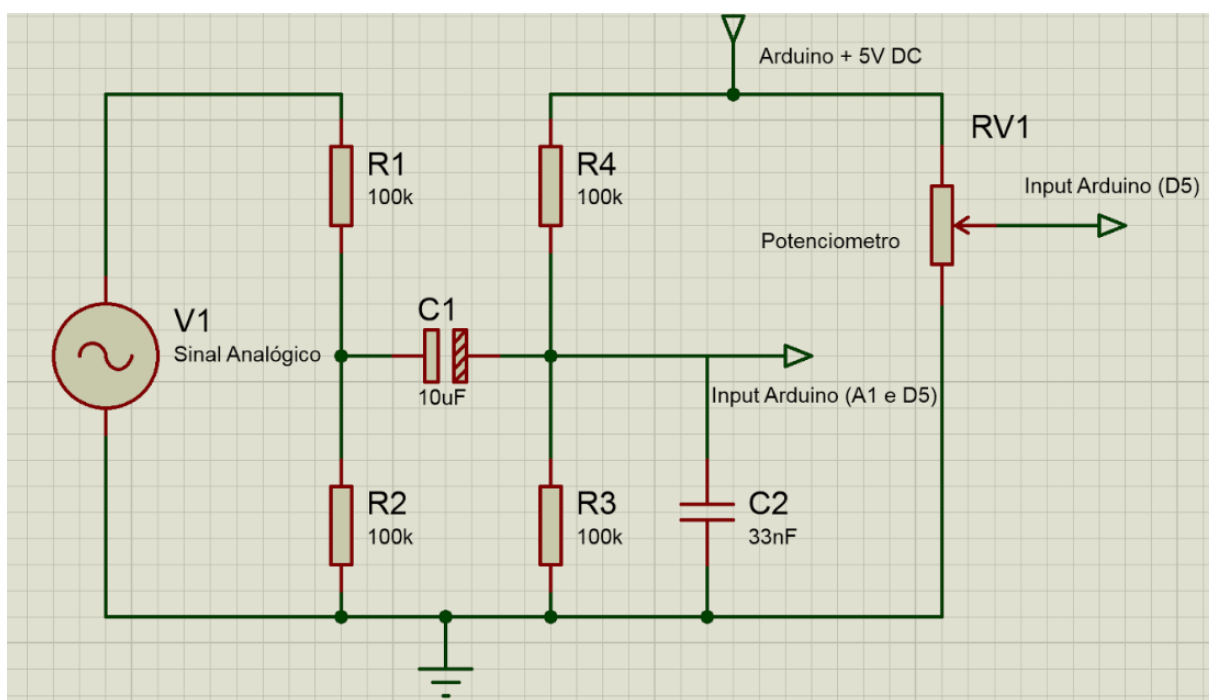 Arduino + 5V DC
RV1
R1
100k
R4
100k
Input Arduino (D5)
Potenciometro
C1
V1
Sinal Analógico
10uF
Input Arduino (A1 e D5)
R2
100k
R3
100k
C2
33nF